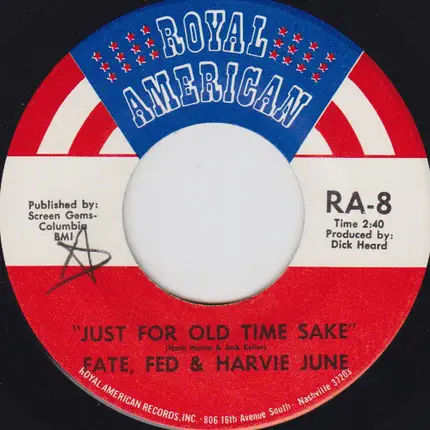 ROYAL
AMERICAN
Published by:
Screen Gems-
Columbia
BMI
RA-8
Time 2:40
Produced by:
Dick Heard
"JUST FOR OLD TIME SAKE"
(Hank Hunter & Jack Keller)
FATE, FED & HARVIE JUNE
ROYAL AMERICAN RECORDS, INC. · 806 16th Avenue South · Nashville 37203